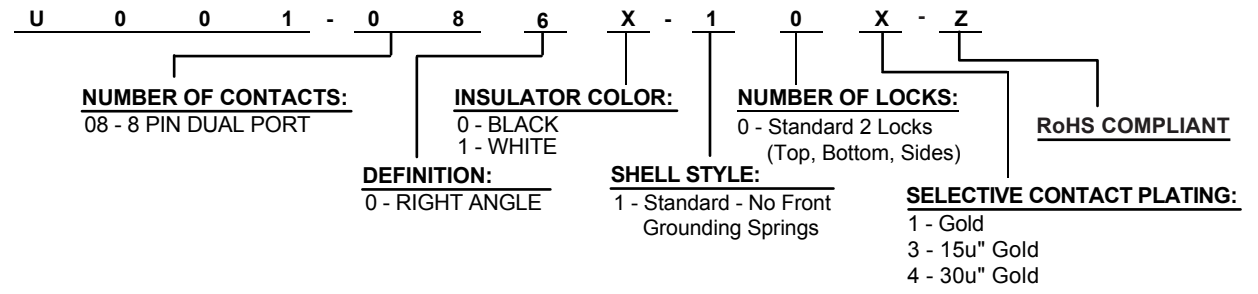 U 0 0 1 - 0 8 6 X - 1 0 X - Z
NUMBER OF CONTACTS:
08 - 8 PIN DUAL PORT
DEFINITION:
0 - RIGHT ANGLE
INSULATOR COLOR:
0 - BLACK
1 - WHITE
SHELL STYLE:
1 - Standard - No Front
Grounding Springs
NUMBER OF LOCKS:
0 - Standard 2 Locks
(Top, Bottom, Sides)
SELECTIVE CONTACT PLATING:
1 - Gold
3 - 15u" Gold
4 - 30u" Gold
RoHS COMPLIANT